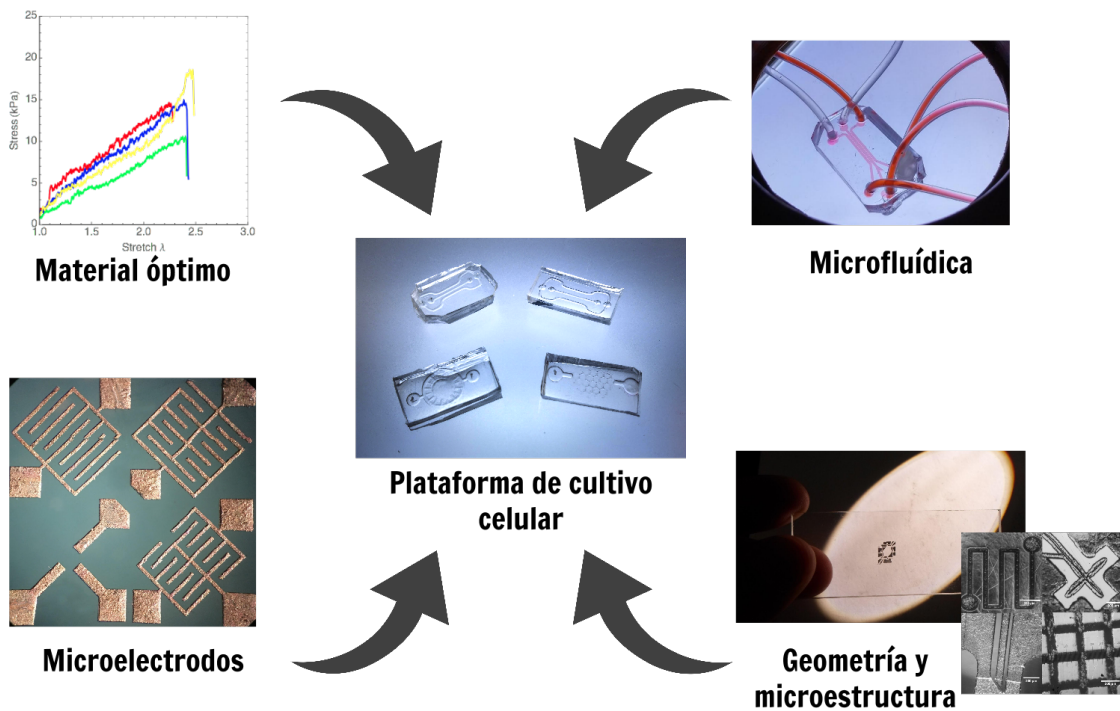 25
20
15
10
5
0
1.0 1.5 2.0 2.5 3.0
Stress (kPa)
Stretch λ
Material óptimo
Microfluídica
Plataforma de cultivo
celular
Microelectrodos
Geometría y
microestructura